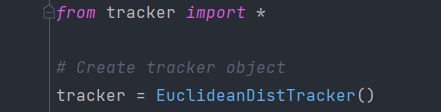 from tracker import *
# Create tracker object
tracker = EuclideanDistTracker()